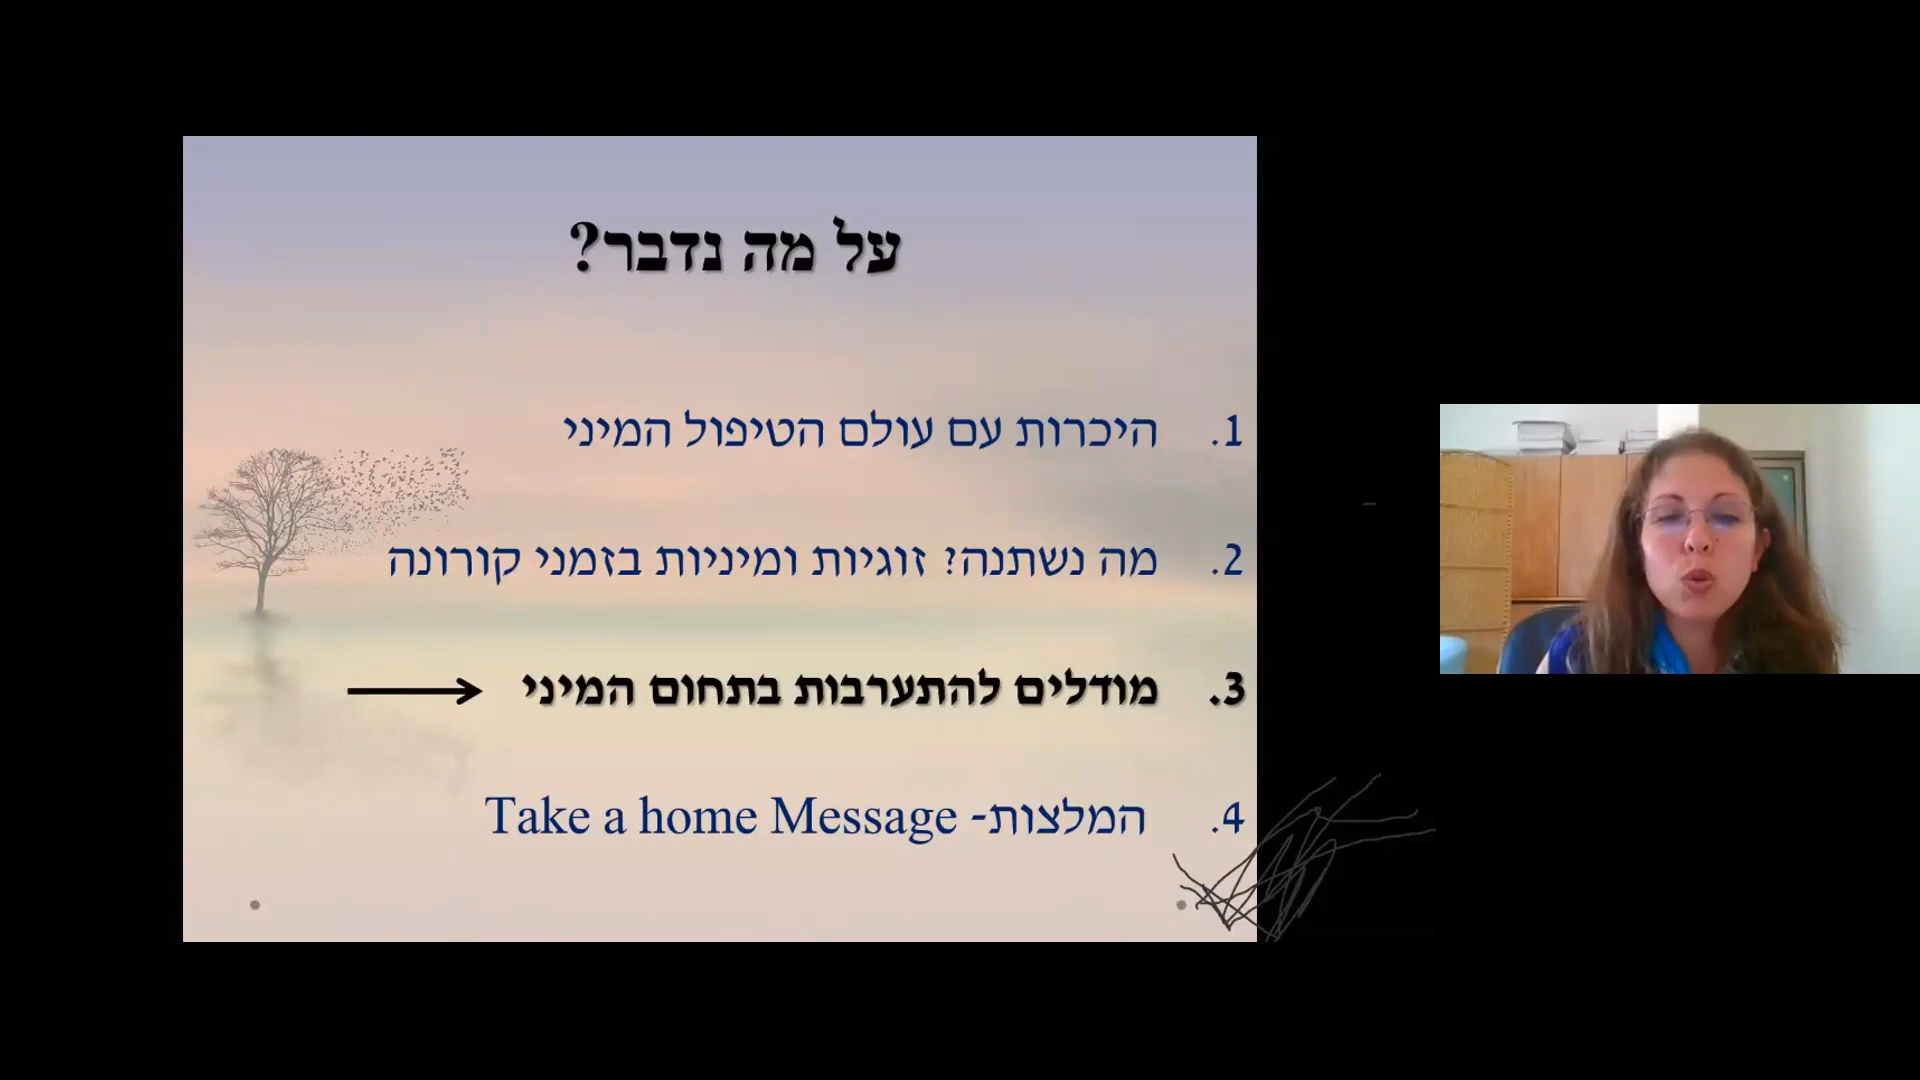 על מה נדבר?
1. היכרות עם עולם הטיפול המיני
2. מה נשתנה? זוגיות ומיניות בזמני קורונה
3. מודלים להתערבות בתחום המיני
4. המלצות- Take a home Message